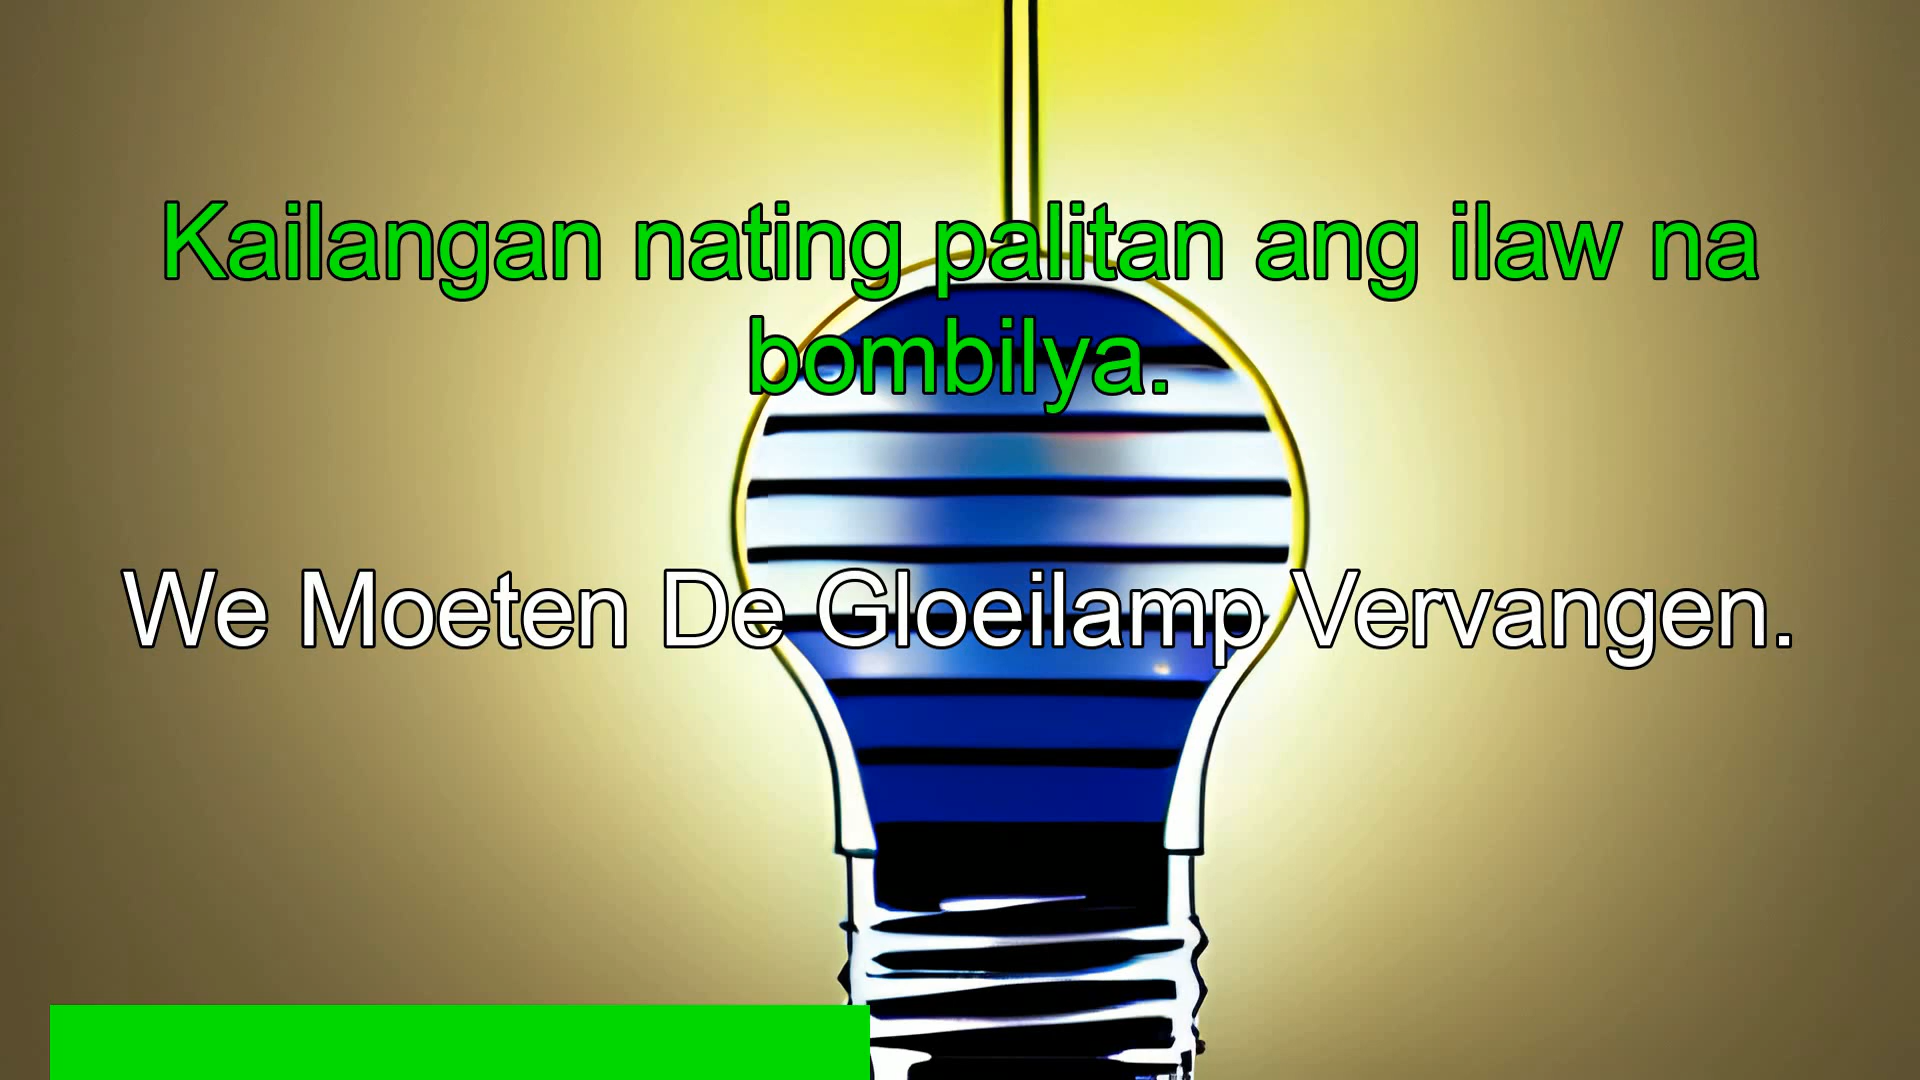 Kailangan nating palitan ang ilaw na
bombilya.
We Moeten De Gloeilamp Vervangen.